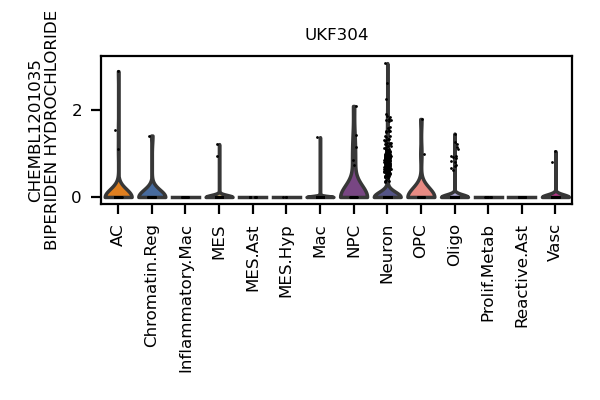 UKF304
CHEMBL1201035
BIPERIDEN HYDROCHLORIDE
2
0
AC
Chromatin.Reg
Inflammatory.Mac
MES
MES.Ast
MES.Hyp
Mac
NPC
Neuron
OPC
Oligo
Prolif.Metab
Reactive.Ast
Vasc